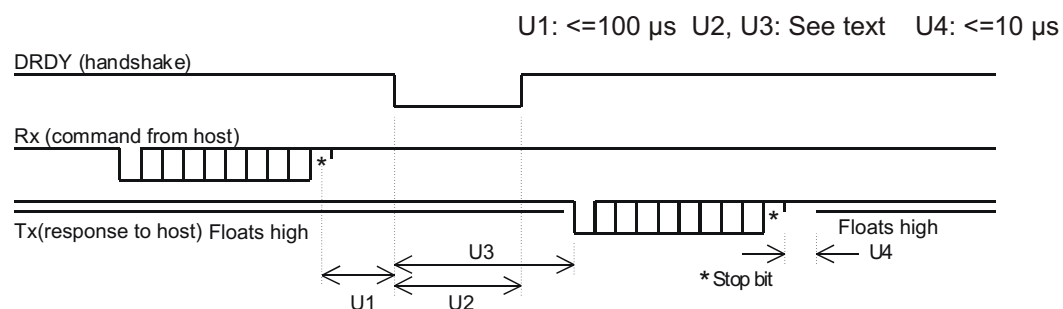 U1: <=100 µs U2, U3: See text U4: <=10 µs
DRDY (handshake)
Rx (command from host)
*
*
Tx(response to host) Floats high
Floats high
U3
U4
*Stop bit
U1
U2